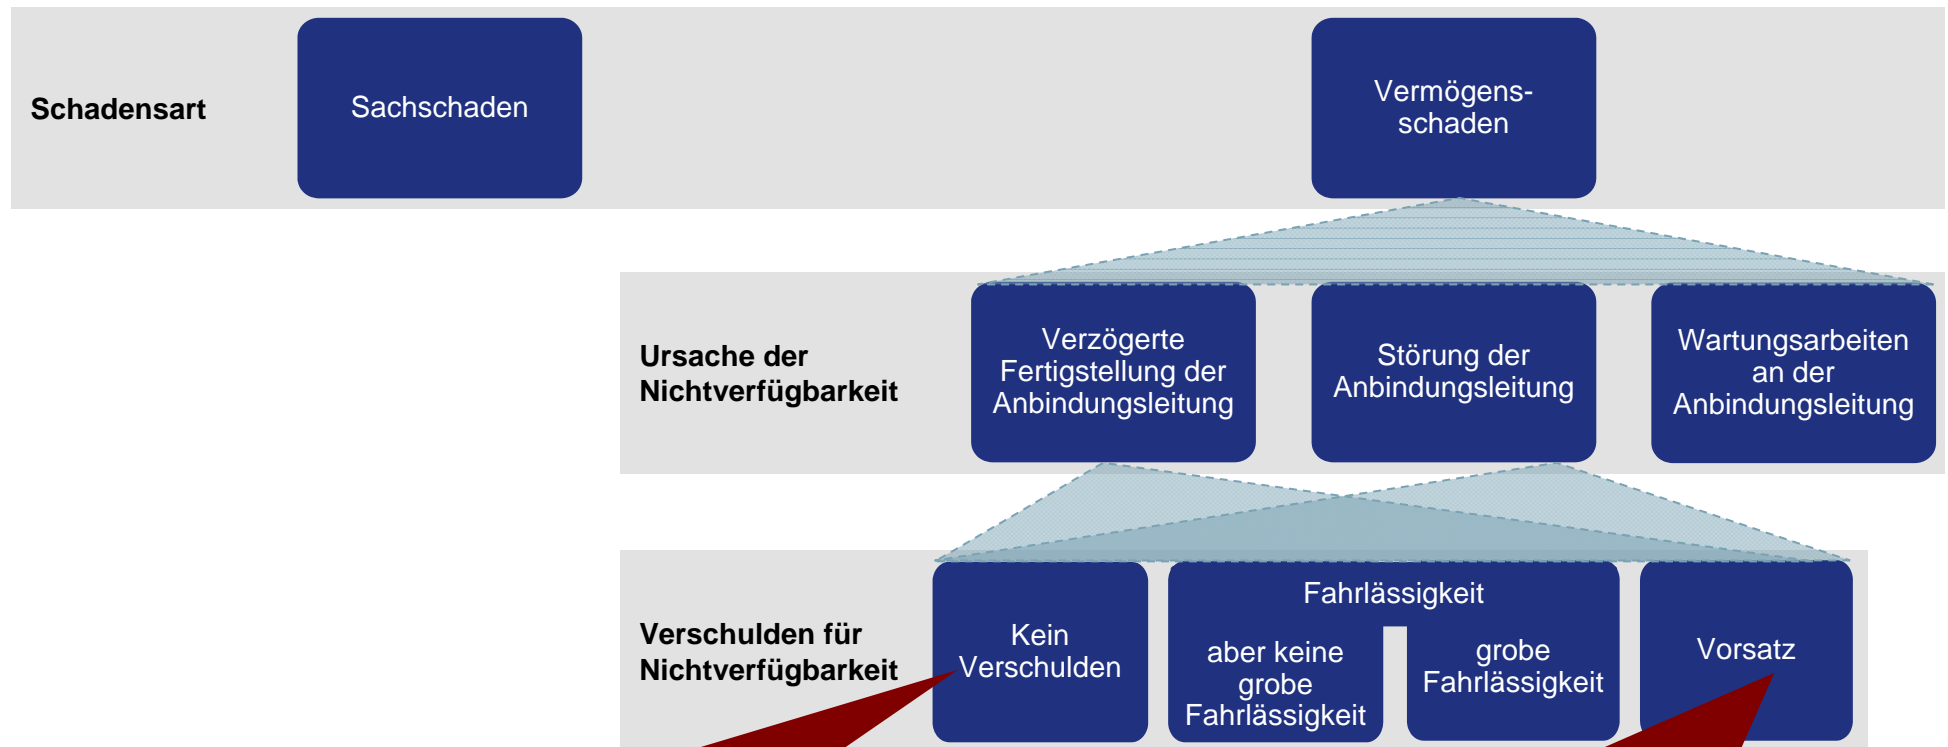 Schadensart
Sachschaden
Vermögens-
schaden
Ursache der
Nichtverfügbarkeit
Verzögerte
Fertigstellung der
Anbindungsleitung
Störung der
Anbindungsleitung
Wartungsarbeiten
an der
Anbindungsleitung
Verschulden für
Nichtverfügbarkeit
Kein
Verschulden
Fahrlässigkeit
aber keine
grobe
Fahrlässigkeit
grobe
Fahrlässigkeit
Vorsatz